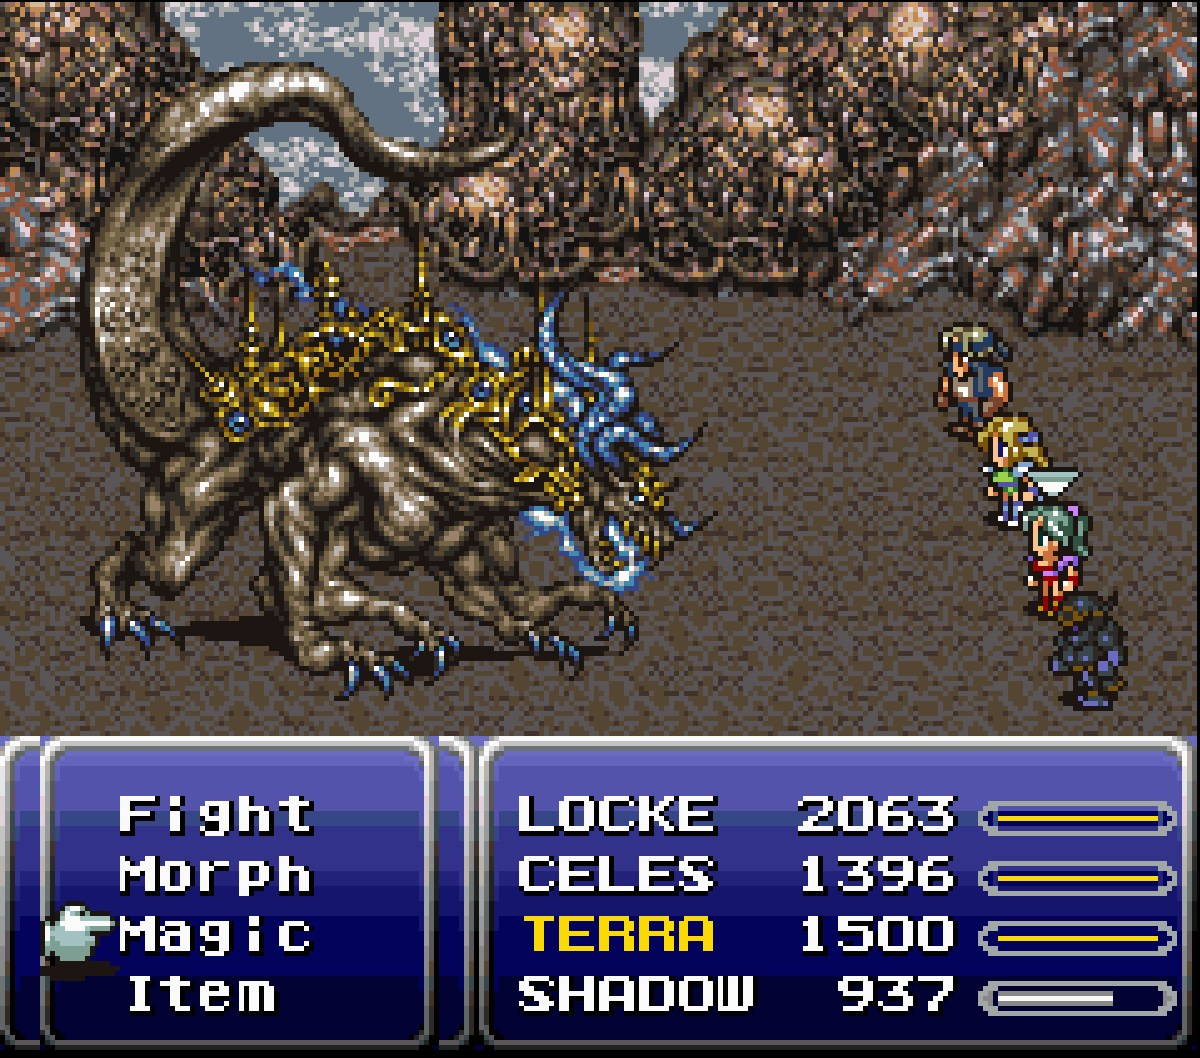 Fight
Morph
Magic
Item
LOCKE 2063
CELES 1396
TERRA 1500
SHADOW 937